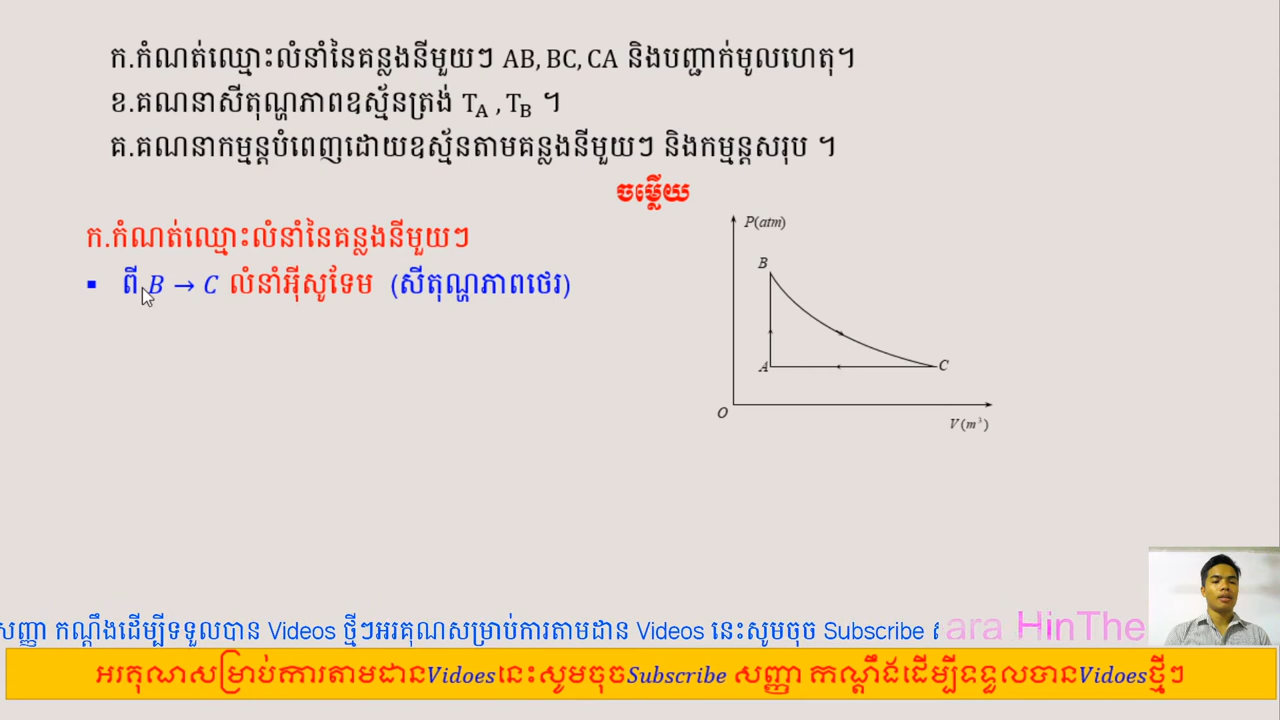 ក.កំណត់ឈ្មោះលំនាំនៃគន្លងនីមួយៗ AB, BC, CA និងបញ្ជាក់មូលហេតុ។
ខ.គណនាសីតុណ្ហភាពឧស្ម័នត្រង់ T_A , T_B ។
គ.គណនាកម្មន្តបំពេញដោយឧស្ម័នតាមគន្លងនីមួយៗ និងកម្មន្តសរុប ។
ចម្លើយ
ក.កំណត់ឈ្មោះលំនាំនៃគន្លងនីមួយៗ
▪ ពី B → C លំនាំអ៊ីសូទែម (សីតុណ្ហភាពថេរ)
P(atm)
B
A
C
O
V(m³)
សញ្ញា កណ្ដឹងដើម្បីទទួលបាន Videos ថ្មីៗអរគុណសម្រាប់ការតាមដាន Videos នេះសូមចុច Subscribe
ara HinThe
អរគុណសម្រាប់ការតាមដានVidoesនេះសូមចុចSubscribe សញ្ញា កណ្ដឹងដើម្បីទទួលបានVidoesថ្មីៗ